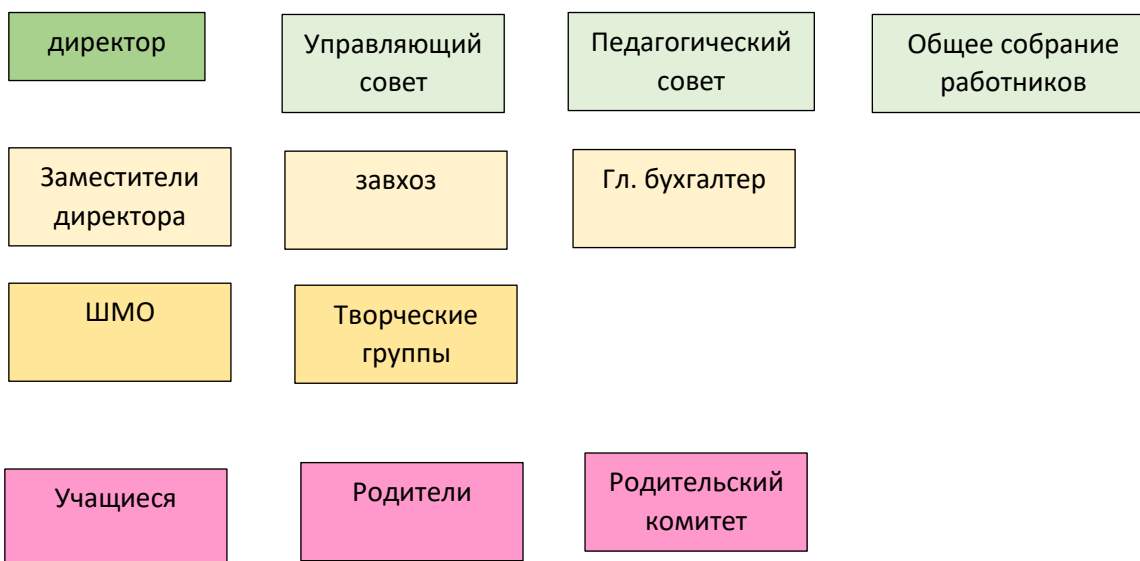 директор
Управляющий
совет
Педагогический
совет
Общее собрание
работников
Заместители
директора
завхоз
Гл. бухгалтер
ШМО
Творческие
группы
Учащиеся
Родители
Родительский
комитет